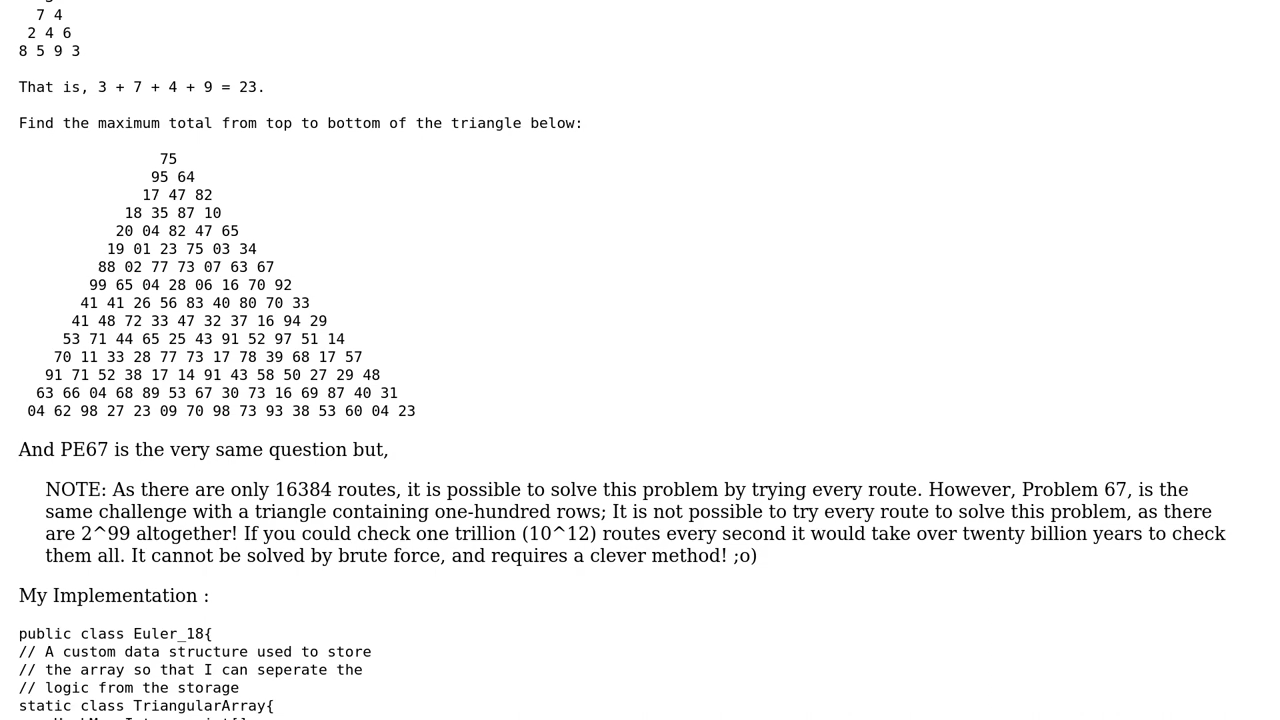 7 4
2 4 6
8 5 9 3
That is, 3 + 7 + 4 + 9 = 23.
Find the maximum total from top to bottom of the triangle below:
75
95 64
17 47 82
18 35 87 10
20 04 82 47 65
19 01 23 75 03 34
88 02 77 73 07 63 67
99 65 04 28 06 16 70 92
41 41 26 56 83 40 80 70 33
41 48 72 33 47 32 37 16 94 29
53 71 44 65 25 43 91 52 97 51 14
70 11 33 28 77 73 17 78 39 68 17 57
91 71 52 38 17 14 91 43 58 50 27 29 48
63 66 04 68 89 53 67 30 73 16 69 87 40 31
04 62 98 27 23 09 70 98 73 93 38 53 60 04 23
And PE67 is the very same question but,
NOTE: As there are only 16384 routes, it is possible to solve this problem by trying every route. However, Problem 67, is the
same challenge with a triangle containing one-hundred rows; It is not possible to try every route to solve this problem, as there
are 2^99 altogether! If you could check one trillion (10^12) routes every second it would take over twenty billion years to check
them all. It cannot be solved by brute force, and requires a clever method! ;o)
My Implementation :
public class Euler_18{
// A custom data structure used to store
// the array so that I can seperate the
// logic from the storage
static class TriangularArray{